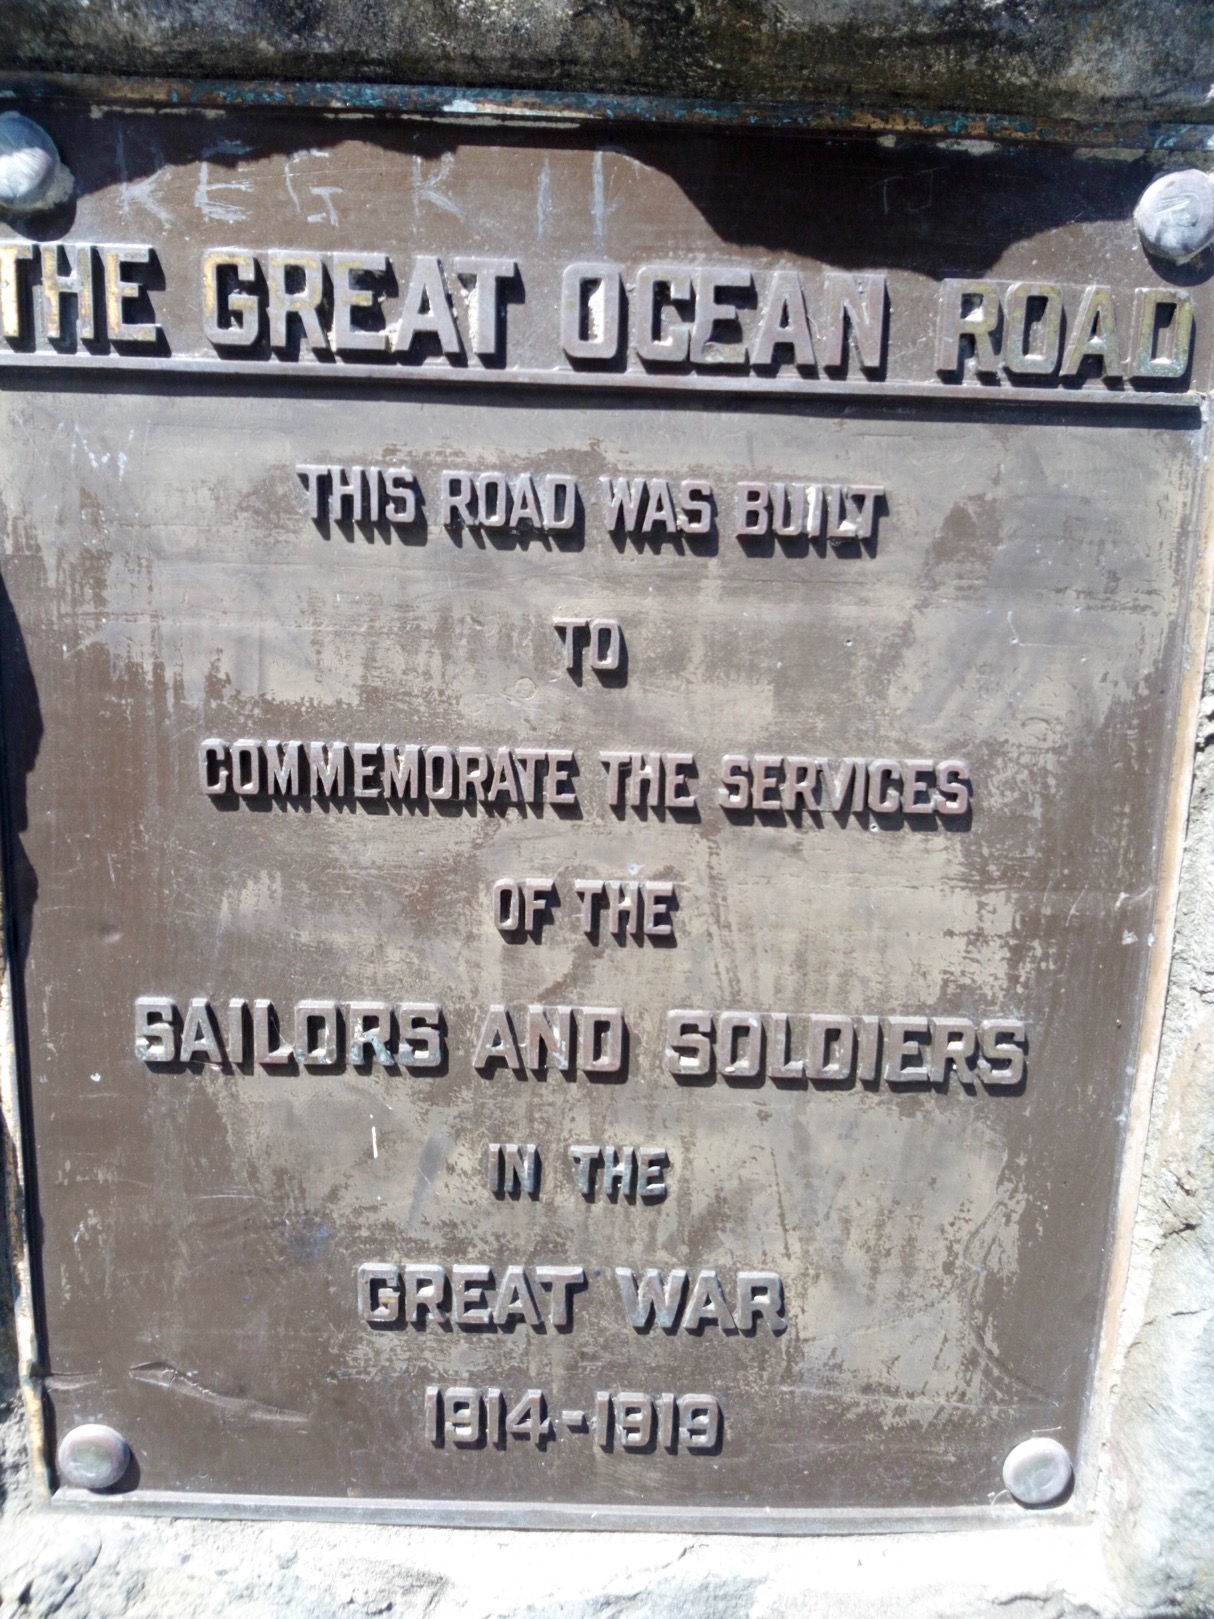 THE GREAT OCEAN ROAD
THIS ROAD WAS BUILT
TO
COMMEMORATE THE SERVICES
OF THE
SAILORS AND SOLDIERS
IN THE
GREAT WAR
1914-1919